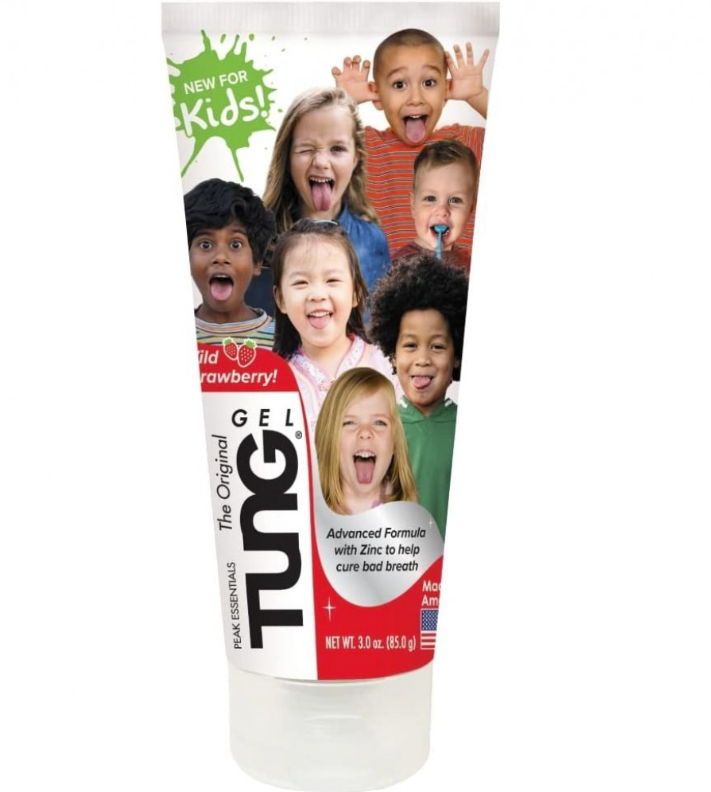 NEW FOR
Kids!
ild
rawberry!
GEL
The Original
TUNG®
PEAK ESSENTIALS
Advanced Formula
with Zinc to help
cure bad breath
Mad
Am
NET WT. 3.0 oz. (85.0 g)